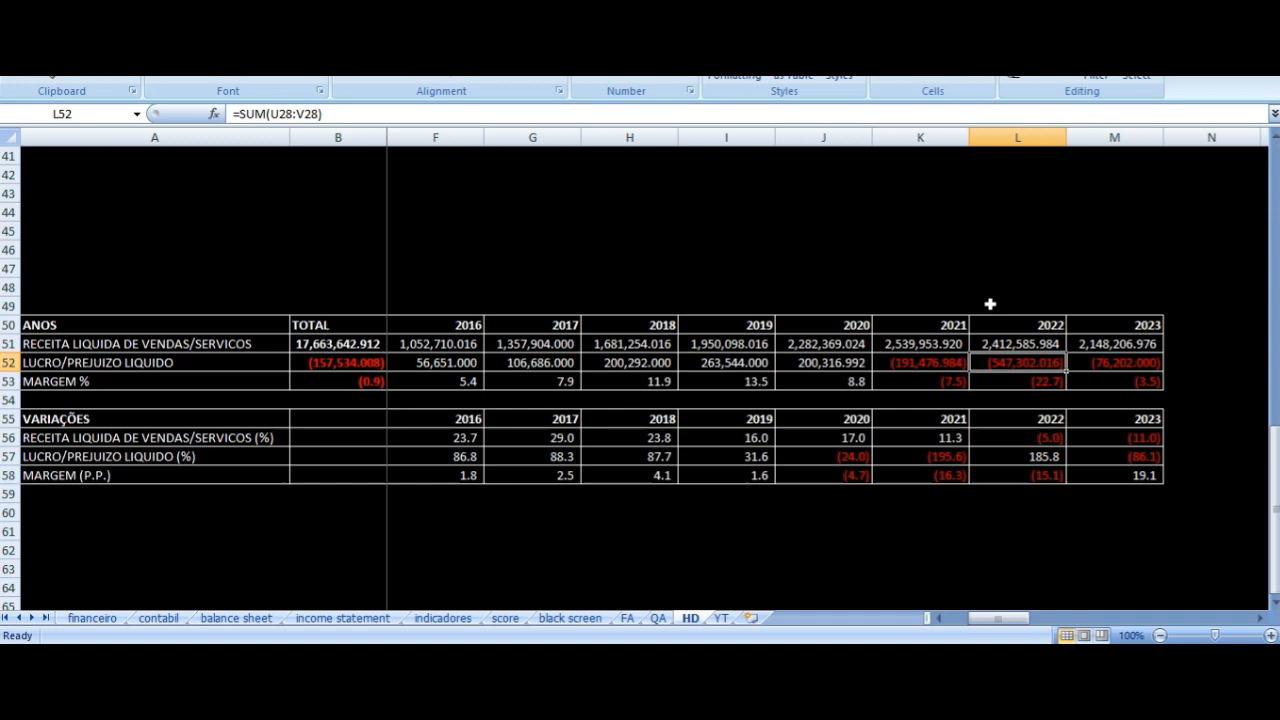 Formatting as Table Styles Filter Select
Clipboard Font Alignment Number Styles Cells Editing
L52 fx =SUM(U28:V28)
A B F G H I J K L M N
41
42
43
44
45
46
47
48
49
50 ANOS TOTAL 2016 2017 2018 2019 2020 2021 2022 2023
51 RECEITA LIQUIDA DE VENDAS/SERVICOS 17,663,642.912 1,052,710.016 1,357,904.000 1,681,254.016 1,950,098.016 2,282,369.024 2,539,953.920 2,412,585.984 2,148,206.976
52 LUCRO/PREJUIZO LIQUIDO (157,534.008) 56,651.000 106,686.000 200,292.000 263,544.000 200,316.992 (191,476.984) (547,302.016) (76,202.000)
53 MARGEM % (0.9) 5.4 7.9 11.9 13.5 8.8 (7.5) (22.7) (3.5)
54
55 VARIAÇÕES 2016 2017 2018 2019 2020 2021 2022 2023
56 RECEITA LIQUIDA DE VENDAS/SERVICOS (%) 23.7 29.0 23.8 16.0 17.0 11.3 (5.0) (11.0)
57 LUCRO/PREJUIZO LIQUIDO (%) 86.8 88.3 87.7 31.6 (24.0) (195.6) 185.8 (86.1)
58 MARGEM (P.P.) 1.8 2.5 4.1 1.6 (4.7) (16.3) (15.1) 19.1
59
60
61
62
63
64
65
financeiro contabil balance sheet income statement indicadores score black screen FA QA HD YT
Ready 100%